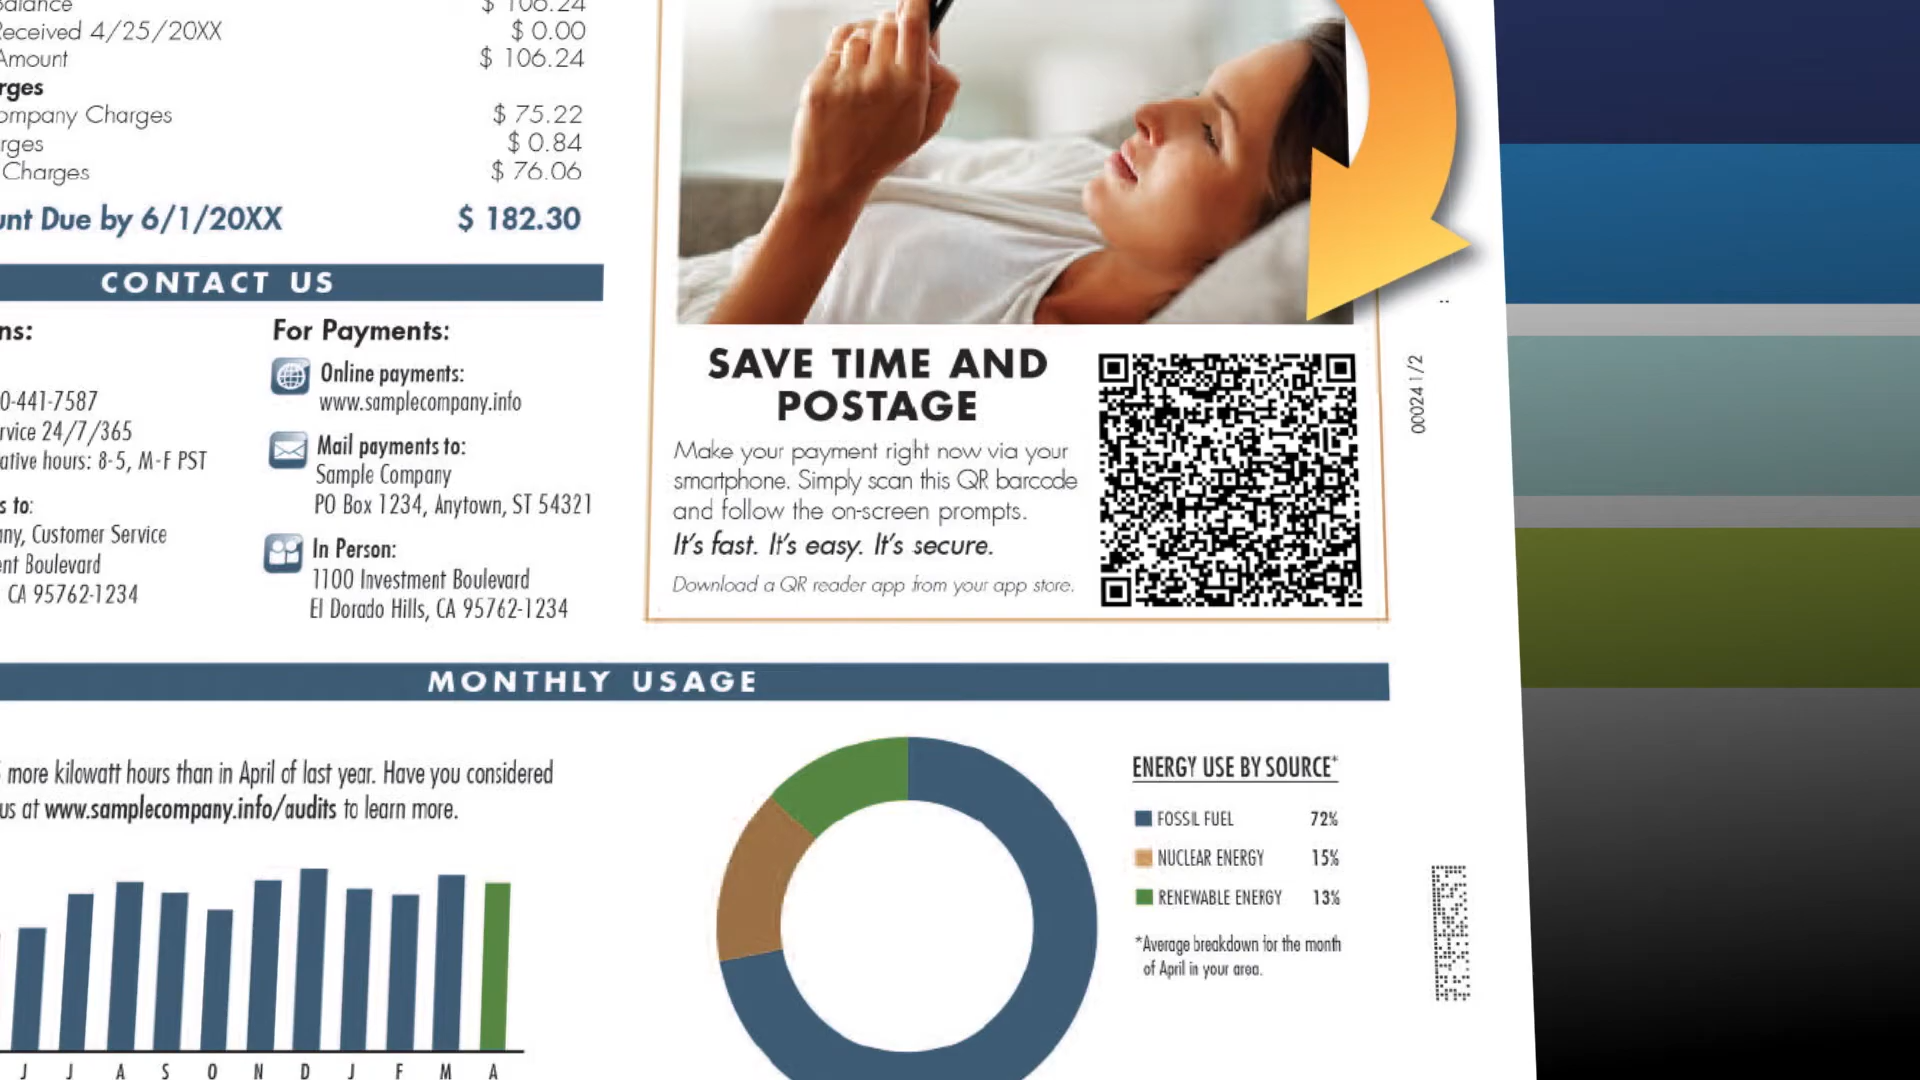 Balance $ 106.24
Received 4/25/20XX $ 0.00
Amount $ 106.24
rges
ompany Charges $ 75.22
rges $ 0.84
Charges $ 76.06
unt Due by 6/1/20XX $ 182.30
CONTACT US
ns:
0-441-7587
rvice 24/7/365
ative hours: 8-5, M-F PST
s to:
any, Customer Service
ent Boulevard
, CA 95762-1234
For Payments:
Online payments:
www.samplecompany.info
Mail payments to:
Sample Company
PO Box 1234, Anytown, ST 54321
In Person:
1100 Investment Boulevard
El Dorado Hills, CA 95762-1234
SAVE TIME AND
POSTAGE
Make your payment right now via your
smartphone. Simply scan this QR barcode
and follow the on-screen prompts.
It's fast. It's easy. It's secure.
Download a QR reader app from your app store.
00024 1/2
MONTHLY USAGE
more kilowatt hours than in April of last year. Have you considered
us at www.samplecompany.info/audits to learn more.
J J A S O N D J F M A
ENERGY USE BY SOURCE*
FOSSIL FUEL 72%
NUCLEAR ENERGY 15%
RENEWABLE ENERGY 13%
*Average breakdown for the month
of April in your area.